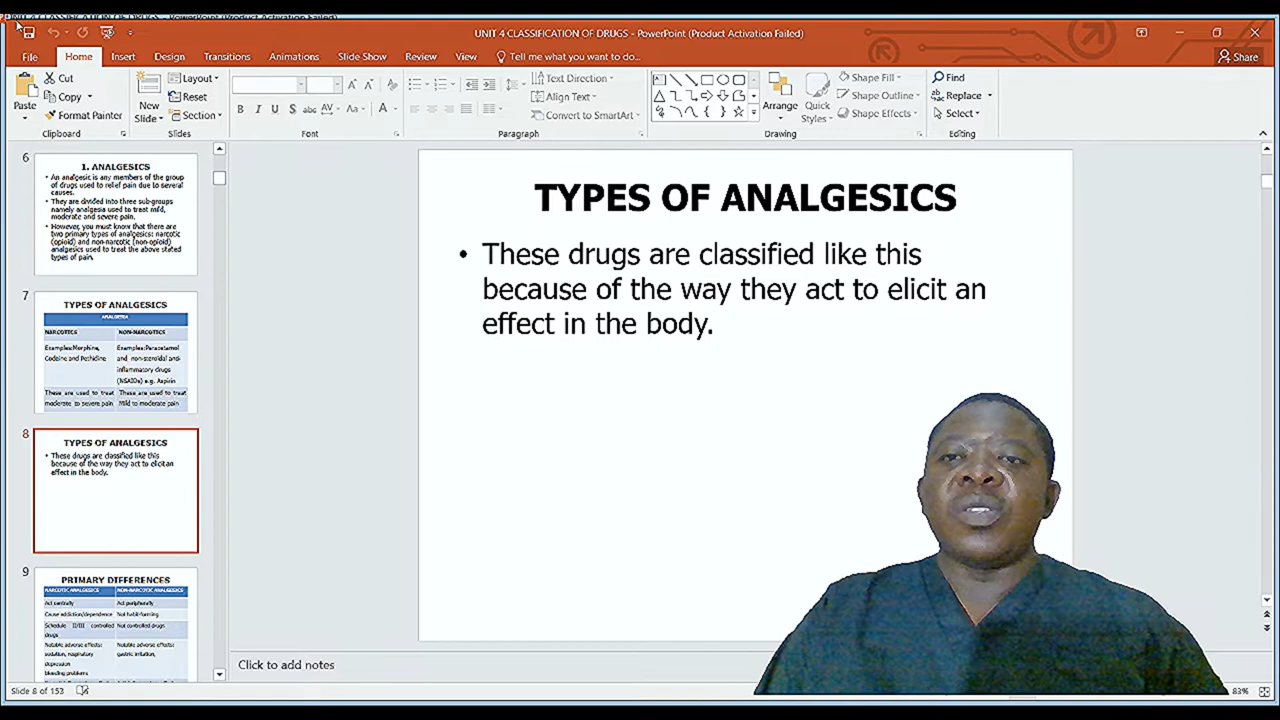 UNIT 4 CLASSIFICATION OF DRUGS - PowerPoint (Product Activation Failed)
UNIT 4 CLASSIFICATION OF DRUGS - PowerPoint (Product Activation Failed)
File Home Insert Design Transitions Animations Slide Show Review View Tell me what you want to do... Share
Paste
Cut
Copy
Format Painter
Clipboard
New
Slide
Layout
Reset
Section
Slides
B I U S abc AV Aa A
Font
Text Direction
Align Text
Convert to SmartArt
Paragraph
Arrange
Quick
Styles
Shape Fill
Shape Outline
Shape Effects
Drawing
Find
Replace
Select
Editing
6
1. ANALGESICS
• An analgesic is any members of the group
of drugs used to relief pain due to several
causes.
• They are divided into three sub-groups
namely analgesia used to treat mild,
moderate and severe pain.
• However, you must know that there are
two primary types of analgesics: narcotic
(opioid) and non-narcotic (non-opioid)
analgesics used to treat the above stated
types of pain.
7
TYPES OF ANALGESICS
ANALGESIA
NARCOTICS NON-NARCOTICS
Examples:Morphine, Examples:Paracetamol
Codeine and Pethidine and non-steroidal anti-
inflammatory drugs
(NSAIDs) e.g. Aspirin
These are used to treat These are used to treat
moderate to severe pain Mild to moderate pain
8
TYPES OF ANALGESICS
• These drugs are classified like this
because of the way they act to elicit an
effect in the body.
9
PRIMARY DIFFERENCES
NARCOTIC ANALGESICS NON-NARCOTIC ANALGESICS
Act centrally Act peripherally
Cause addiction/dependence Not habit-forming
Schedule II/III controlled Not controlled drugs
drugs
Notable adverse effects: Notable adverse effects:
sedation, respiratory gastric irritation,
depression
bleeding problems
TYPES OF ANALGESICS
• These drugs are classified like this
because of the way they act to elicit an
effect in the body.
Click to add notes
Slide 8 of 153
83%